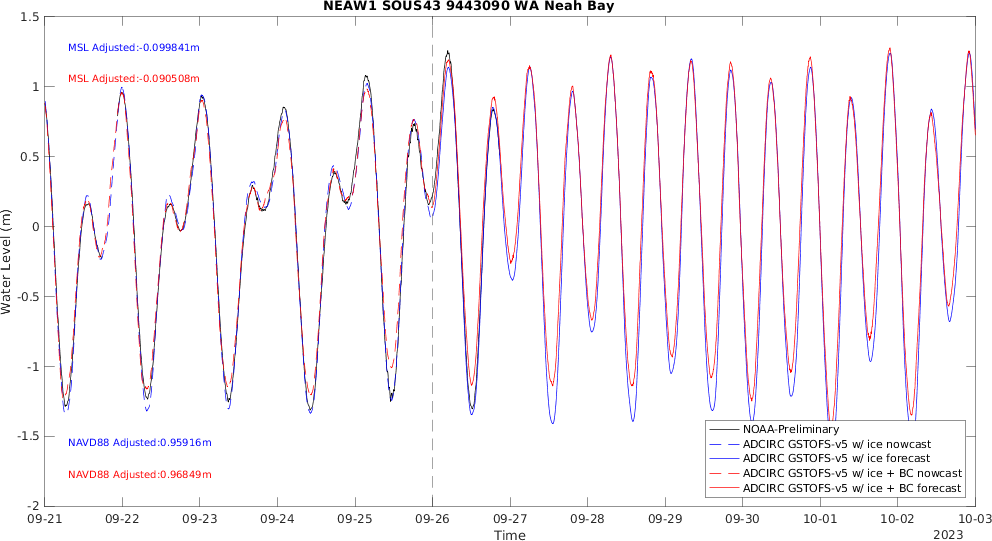 NEAW1 SOUS43 9443090 WA Neah Bay
1.5
1
0.5
0
-0.5
-1
-1.5
-2
Water Level (m)
MSL Adjusted:-0.099841m
MSL Adjusted:-0.090508m
NAVD88 Adjusted:0.95916m
NAVD88 Adjusted:0.96849m
NOAA-Preliminary
ADCIRC GSTOFS-v5 w/ ice nowcast
ADCIRC GSTOFS-v5 w/ ice forecast
ADCIRC GSTOFS-v5 w/ ice + BC nowcast
ADCIRC GSTOFS-v5 w/ ice + BC forecast
09-21 09-22 09-23 09-24 09-25 09-26 09-27 09-28 09-29 09-30 10-01 10-02 10-03
Time
2023